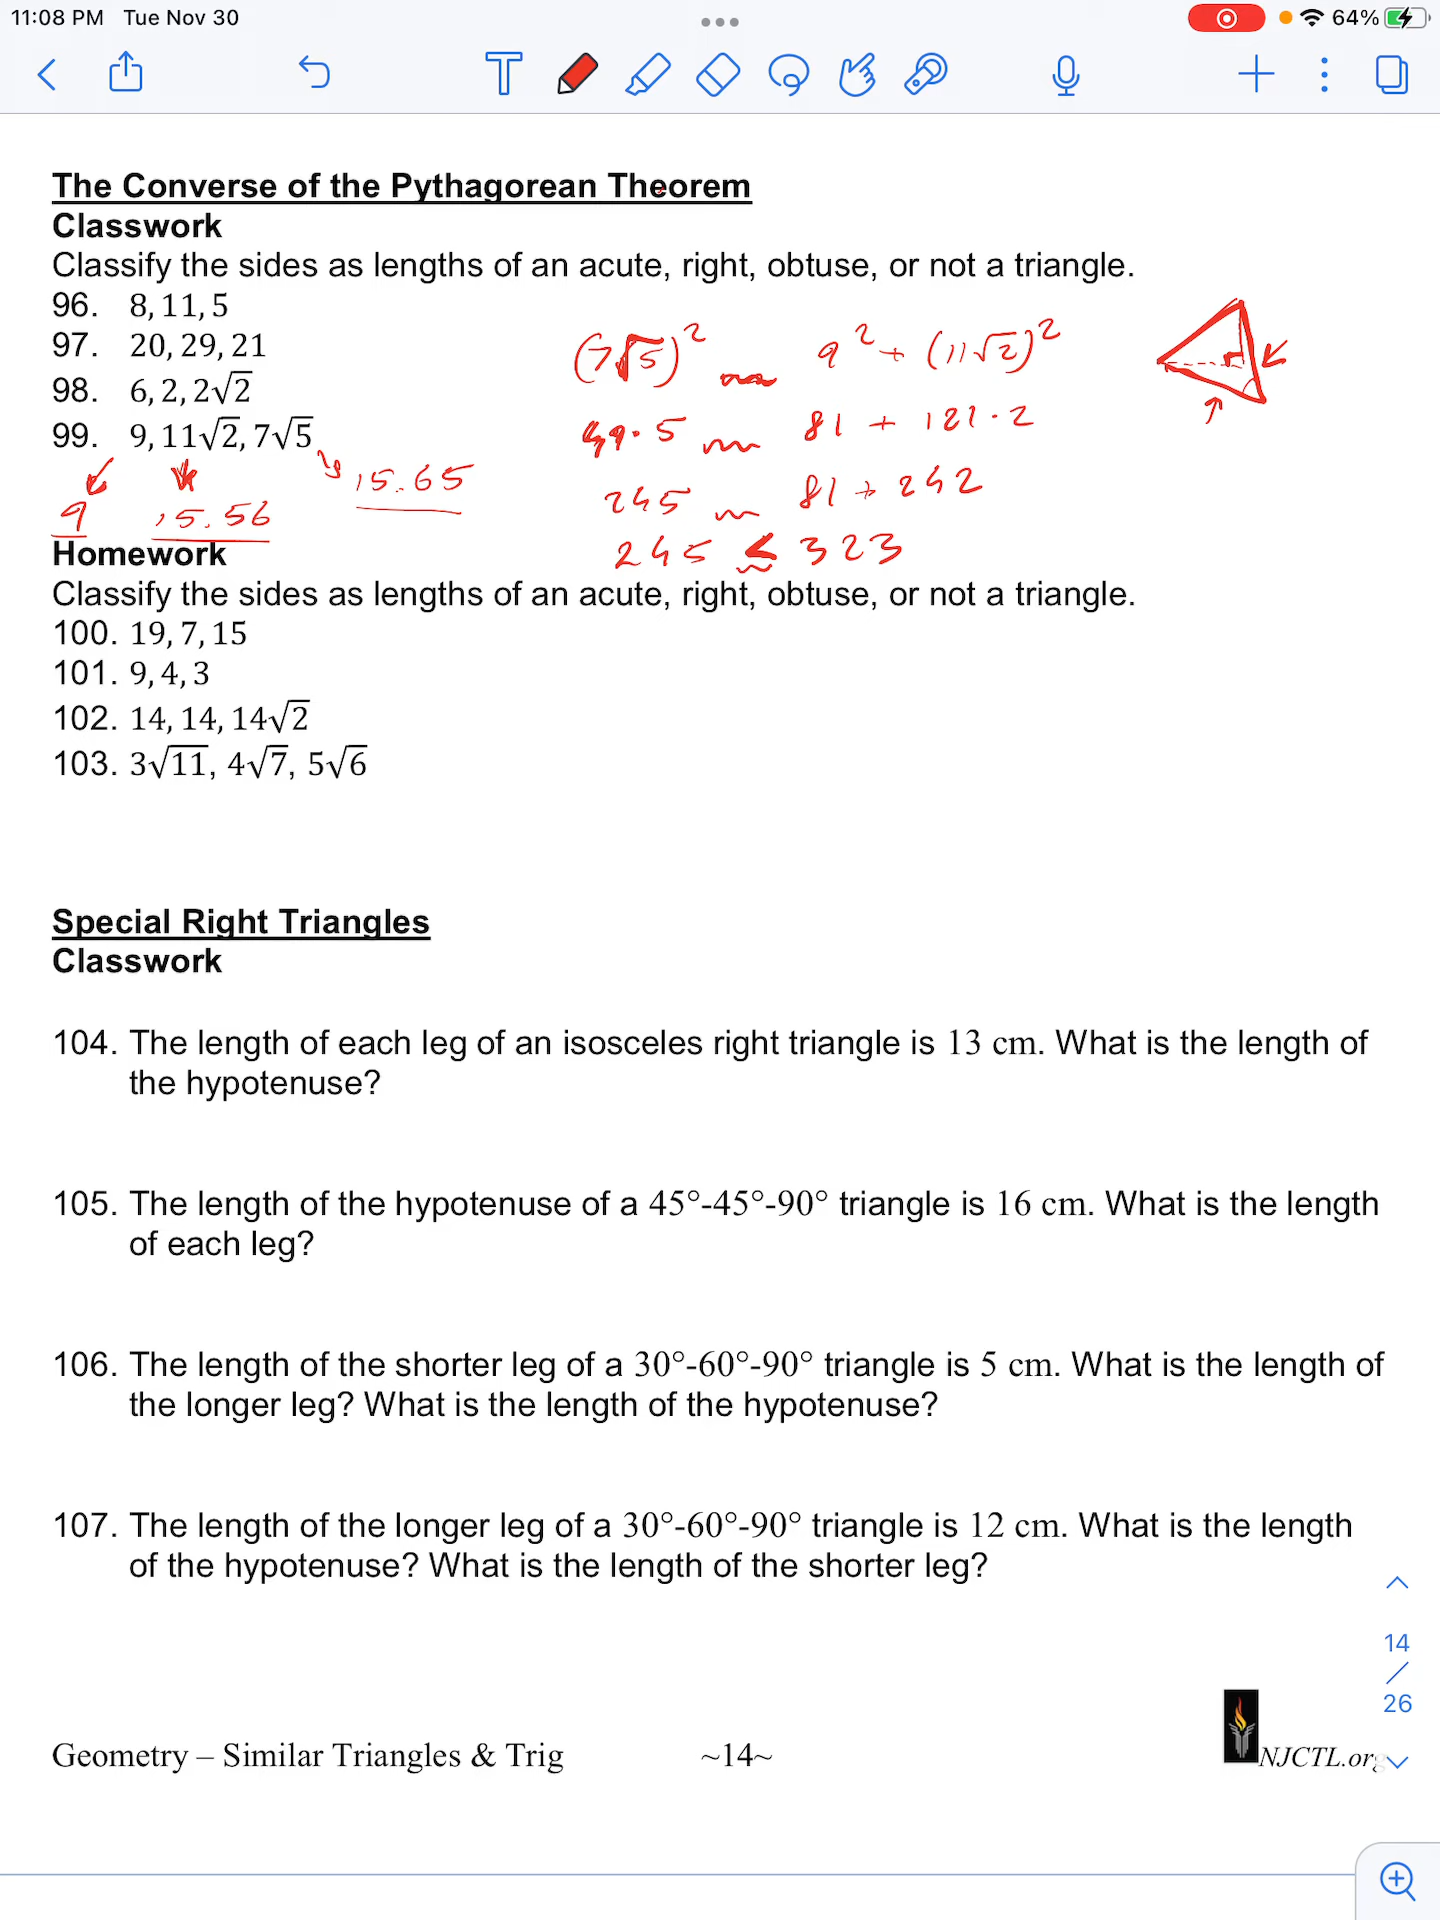 11:08 PM Tue Nov 30
64%
The Converse of the Pythagorean Theorem
Classwork
Classify the sides as lengths of an acute, right, obtuse, or not a triangle.
96. 8, 11, 5
97. 20, 29, 21
98. 6, 2, 2√2
99. 9, 11√2, 7√5
(7√5)² 9² + (11√2)²
49·5 81 + 121·2
245 81 + 242
245 < 323
9 15.56 15.65
Homework
Classify the sides as lengths of an acute, right, obtuse, or not a triangle.
100. 19, 7, 15
101. 9, 4, 3
102. 14, 14, 14√2
103. 3√11, 4√7, 5√6
Special Right Triangles
Classwork
104. The length of each leg of an isosceles right triangle is 13 cm. What is the length of
the hypotenuse?
105. The length of the hypotenuse of a 45°-45°-90° triangle is 16 cm. What is the length
of each leg?
106. The length of the shorter leg of a 30°-60°-90° triangle is 5 cm. What is the length of
the longer leg? What is the length of the hypotenuse?
107. The length of the longer leg of a 30°-60°-90° triangle is 12 cm. What is the length
of the hypotenuse? What is the length of the shorter leg?
14
/
26
Geometry – Similar Triangles & Trig ~14~ NJCTL.org